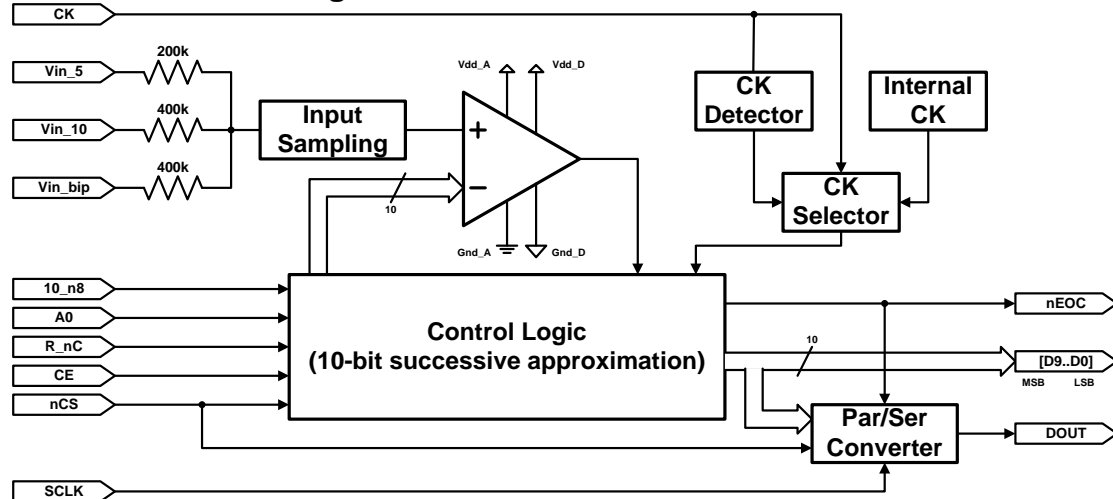 CK
200k
Vin_5
Vdd_A
Vdd_D
CK
Detector
Internal
CK
400k
Vin_10
Input
Sampling
+
400k
Vin_bip
−
10
CK
Selector
Gnd_A
Gnd_D
10_n8
A0
R_nC
CE
nCS
Control Logic
(10-bit successive approximation)
nEOC
10
[D9..D0]
MSB
LSB
Par/Ser
Converter
DOUT
SCLK